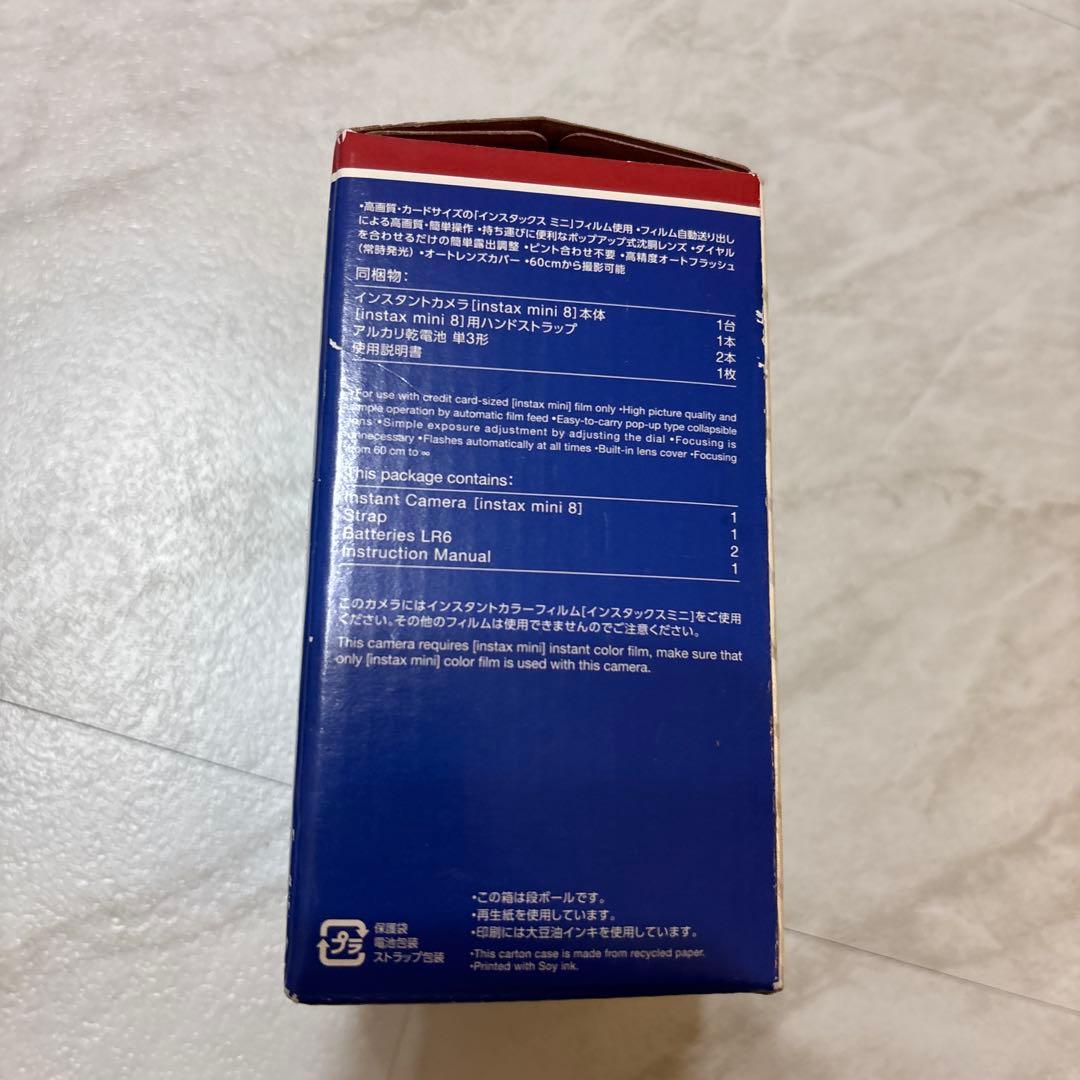 •高画質・カードサイズの「インスタックス ミニ」フィルム使用 •フィルム自動送り出し
による高画質・簡単操作 •持ち運びに便利なポップアップ式沈胴レンズ •ダイヤル
を合わせるだけの簡単露出調整 •ピント合わせ不要 •高精度オートフラッシュ
（常時発光） •オートレンズカバー •60cmから撮影可能
同梱物：
インスタントカメラ[instax mini 8]本体 1台
[instax mini 8]用ハンドストラップ 1本
アルカリ乾電池 単3形 2本
使用説明書 1枚
•For use with credit card-sized [instax mini] film only •High picture quality and
simple operation by automatic film feed •Easy-to-carry pop-up type collapsible
lens •Simple exposure adjustment by adjusting the dial •Focusing is
unnecessary •Flashes automatically at all times •Built-in lens cover •Focusing
from 60 cm to ∞
This package contains:
Instant Camera [instax mini 8] 1
Strap 1
Batteries LR6 2
Instruction Manual 1
このカメラにはインスタントカラーフィルム[インスタックスミニ]をご使用
ください。その他のフィルムは使用できませんのでご注意ください。
This camera requires [instax mini] instant color film, make sure that
only [instax mini] color film is used with this camera.
•この箱は段ボールです。
•再生紙を使用しています。
•印刷には大豆油インキを使用しています。
•This carton case is made from recycled paper.
•Printed with Soy ink.
プラ
保護袋
電池包装
ストラップ包装